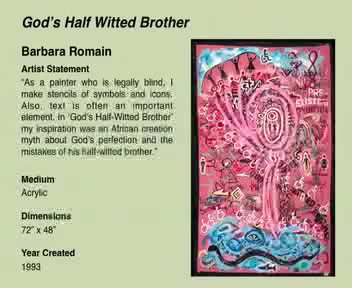 God's Half Witted Brother
Barbara Romain
Artist Statement
"As a painter who is legally blind, I
make stencils of symbols and icons.
Also, text is often an important
element. In 'God's Half-Witted Brother'
my inspiration was an African creation
myth about God's perfection and the
mistakes of his half-witted brother."
Medium
Acrylic
Dimensions
72" x 48"
Year Created
1993